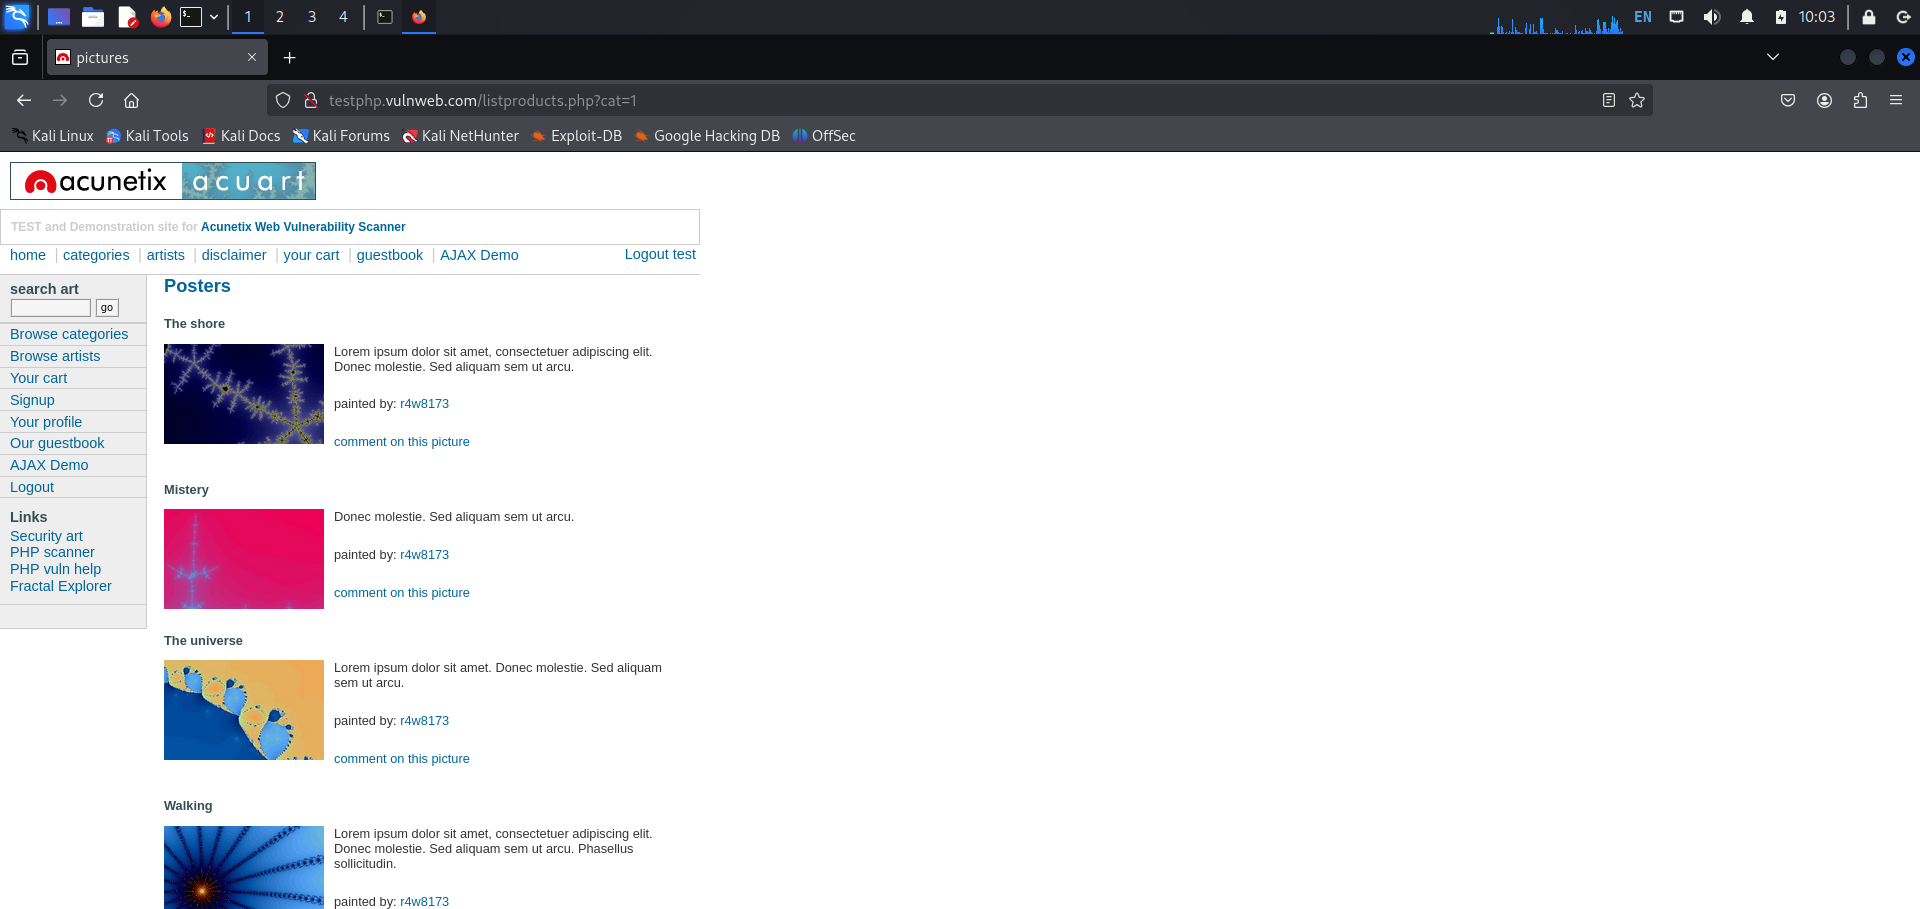 1 2 3 4 EN 10:03
pictures
testphp.vulnweb.com/listproducts.php?cat=1
Kali Linux Kali Tools Kali Docs Kali Forums Kali NetHunter Exploit-DB Google Hacking DB OffSec
acunetix acuart
TEST and Demonstration site for Acunetix Web Vulnerability Scanner
home | categories | artists | disclaimer | your cart | guestbook | AJAX Demo Logout test
search art
go
Browse categories
Browse artists
Your cart
Signup
Your profile
Our guestbook
AJAX Demo
Logout
Links
Security art
PHP scanner
PHP vuln help
Fractal Explorer
Posters
The shore
Lorem ipsum dolor sit amet, consectetuer adipiscing elit.
Donec molestie. Sed aliquam sem ut arcu.
painted by: r4w8173
comment on this picture
Mistery
Donec molestie. Sed aliquam sem ut arcu.
painted by: r4w8173
comment on this picture
The universe
Lorem ipsum dolor sit amet. Donec molestie. Sed aliquam
sem ut arcu.
painted by: r4w8173
comment on this picture
Walking
Lorem ipsum dolor sit amet, consectetuer adipiscing elit.
Donec molestie. Sed aliquam sem ut arcu. Phasellus
sollicitudin.
painted by: r4w8173